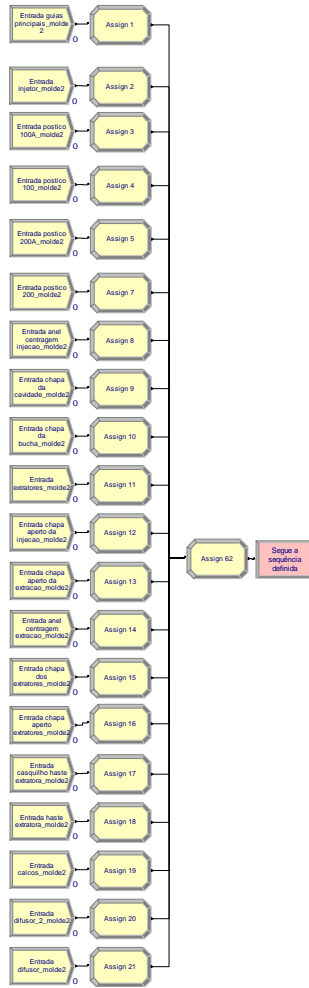 Entrada guias
principais_molde
2
0
Assign 1
Entrada
injetor_molde2
0
Assign 2
Entrada postico
100A_molde2
0
Assign 3
Entrada postico
100_molde2
0
Assign 4
Entrada postico
200A_molde2
0
Assign 5
Entrada postico
200_molde2
0
Assign 7
Entrada anel
centragem
injecao_molde2
0
Assign 8
Entrada chapa
da
cavidade_molde2
0
Assign 9
Entrada chapa
da
bucha_molde2
0
Assign 10
Entrada
extratores_molde2
0
Assign 11
Entrada chapa
aperto da
injecao_molde2
0
Assign 12
Entrada chapa
aperto da
extracao_molde2
0
Assign 13
Entrada anel
centragem
extracao_molde2
0
Assign 14
Entrada chapa
dos
extratores_molde2
0
Assign 15
Entrada chapa
aperto
extratores_molde2
0
Assign 16
Entrada
casquilho haste
extratora_molde2
0
Assign 17
Entrada haste
extratora_molde2
0
Assign 18
Entrada
calcos_molde2
0
Assign 19
Entrada
difusor_2_molde2
0
Assign 20
Entrada
difusor_molde2
0
Assign 21
Assign 62
Segue a
sequência
definida